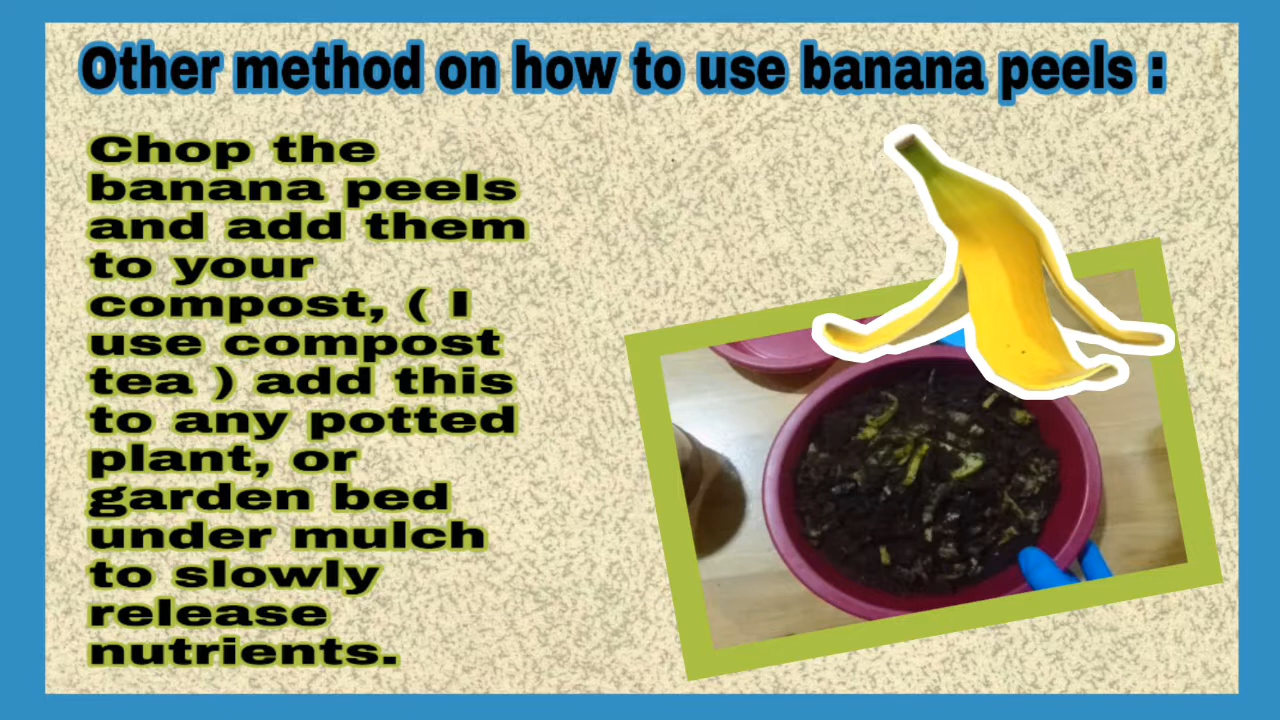 Other method on how to use banana peels :
Chop the
banana peels
and add them
to your
compost, ( I
use compost
tea ) add this
to any potted
plant, or
garden bed
under mulch
to slowly
release
nutrients.